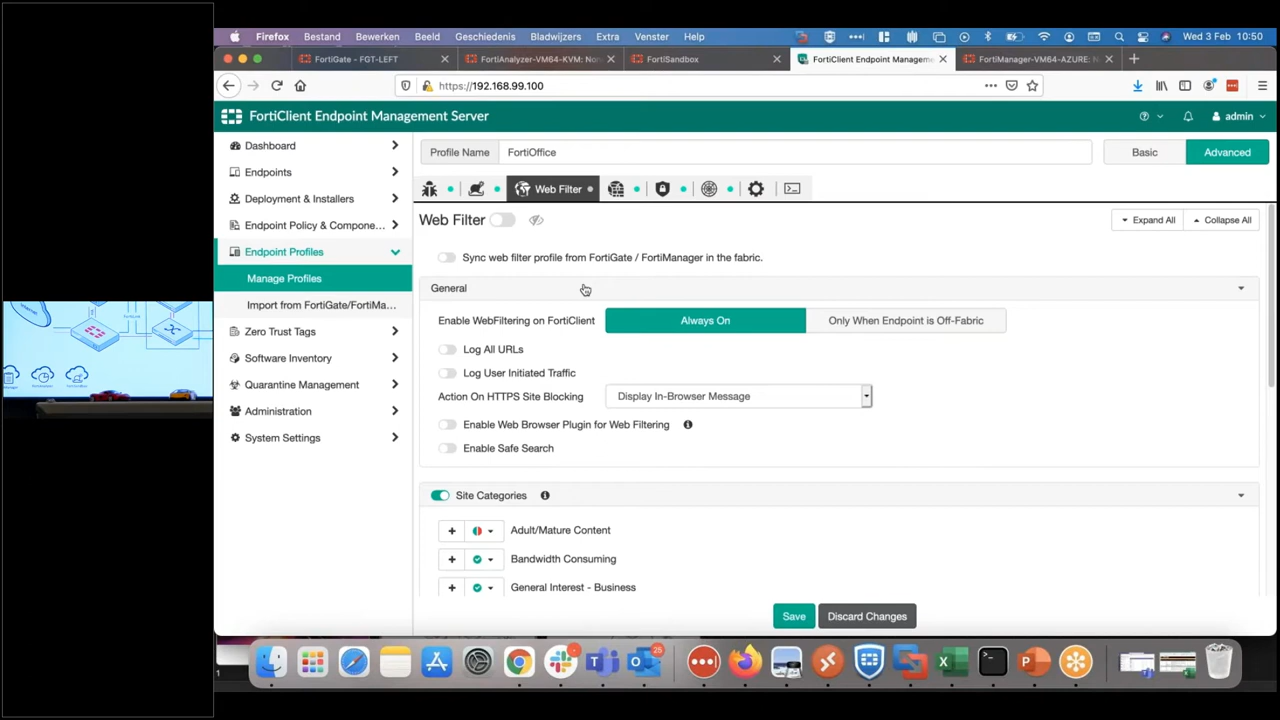 Firefox Bestand Bewerken Beeld Geschiedenis Bladwijzers Extra Venster Help Wed 3 Feb 10:50
FortiGate - FGT-LEFT FortiAnalyzer-VM64-KVM: Non FortiSandbox FortiClient Endpoint Manageme FortiManager-VM64-AZURE: N
https://192.168.99.100
FortiClient Endpoint Management Server admin
Dashboard
Endpoints
Deployment & Installers
Endpoint Policy & Compone...
Endpoint Profiles
Manage Profiles
Import from FortiGate/FortiMa...
Zero Trust Tags
Software Inventory
Quarantine Management
Administration
System Settings
Profile Name FortiOffice Basic Advanced
Web Filter
Web Filter Expand All Collapse All
Sync web filter profile from FortiGate / FortiManager in the fabric.
General
Enable WebFiltering on FortiClient Always On Only When Endpoint is Off-Fabric
Log All URLs
Log User Initiated Traffic
Action On HTTPS Site Blocking Display In-Browser Message
Enable Web Browser Plugin for Web Filtering
Enable Safe Search
Site Categories
Adult/Mature Content
Bandwidth Consuming
General Interest - Business
Save Discard Changes
25
1